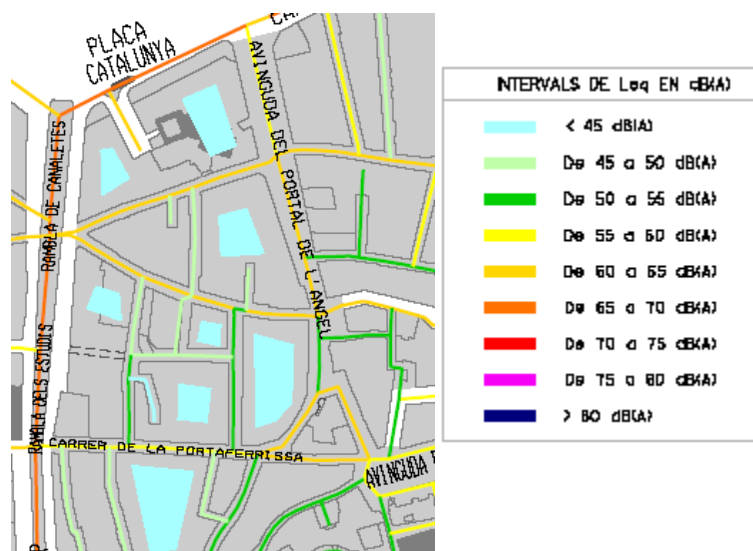 PLAÇA
CATALUNYA
AVINGUDA DEL PORTAL DE L'ANGEL
RAMBLA DE CANALETES
RAMBLA DELS ESTUDIS
CARRER DE LA PORTAFERRISSA
AVINGUDA
INTERVALS DE Leq EN dB(A)
< 45 dB(A)
De 45 a 50 dB(A)
De 50 a 55 dB(A)
De 55 a 60 dB(A)
De 60 a 65 dB(A)
De 65 a 70 dB(A)
De 70 a 75 dB(A)
De 75 a 80 dB(A)
> 80 dB(A)